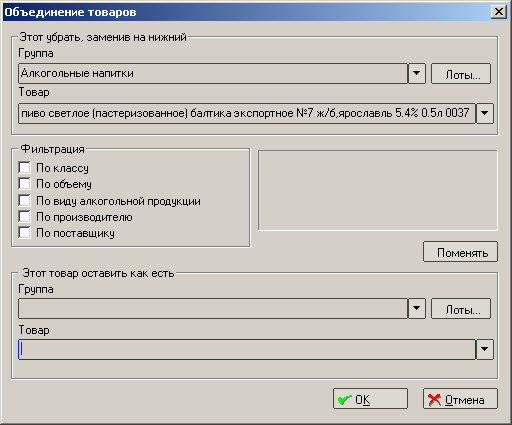 Объединение товаров
Этот убрать, заменив на нижний
Группа
Алкогольные напитки
Лоты...
Товар
пиво светлое (пастеризованное) балтика экспортное №7 ж/б,ярославль 5.4% 0.5л 0037
Фильтрация
По классу
По объему
По виду алкогольной продукции
По производителю
По поставщику
Поменять
Этот товар оставить как есть
Группа
Лоты...
Товар
OK
Отмена